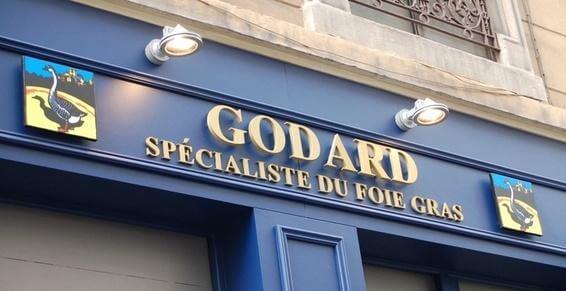 GODARD
SPÉCIALISTE DU FOIE GRAS